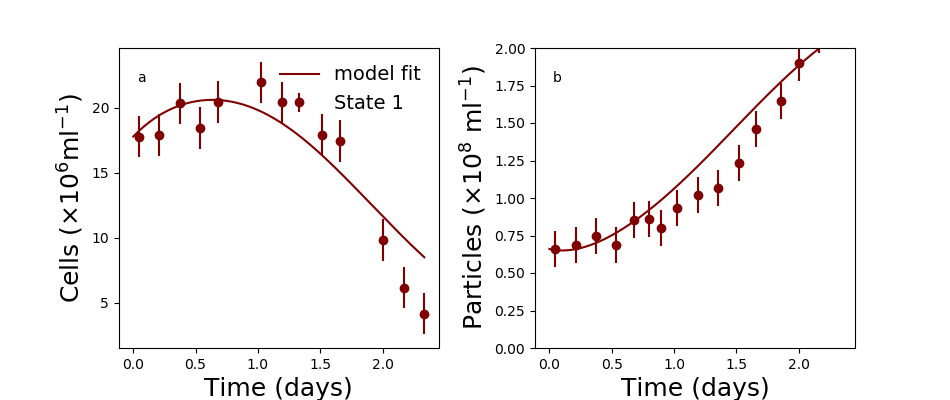 a
model fit
State 1
20
15
10
5
Cells (×10⁶ml⁻¹)
0.0 0.5 1.0 1.5 2.0
Time (days)
b
2.00
1.75
1.50
1.25
1.00
0.75
0.50
0.25
0.00
Particles (×10⁸ ml⁻¹)
0.0 0.5 1.0 1.5 2.0
Time (days)